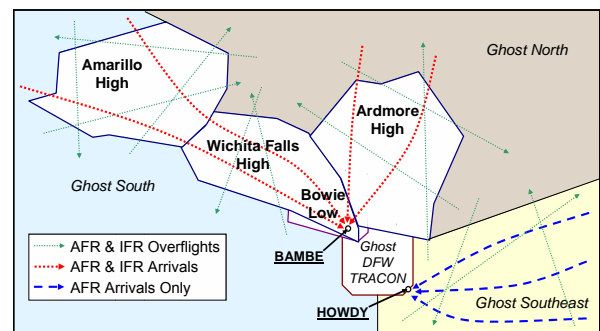 Amarillo
High
Ghost North
Ardmore
High
Wichita Falls
High
Ghost South
Bowie
Low
AFR & IFR Overflights
AFR & IFR Arrivals
AFR Arrivals Only
BAMBE
Ghost
DFW
TRACON
HOWDY
Ghost Southeast